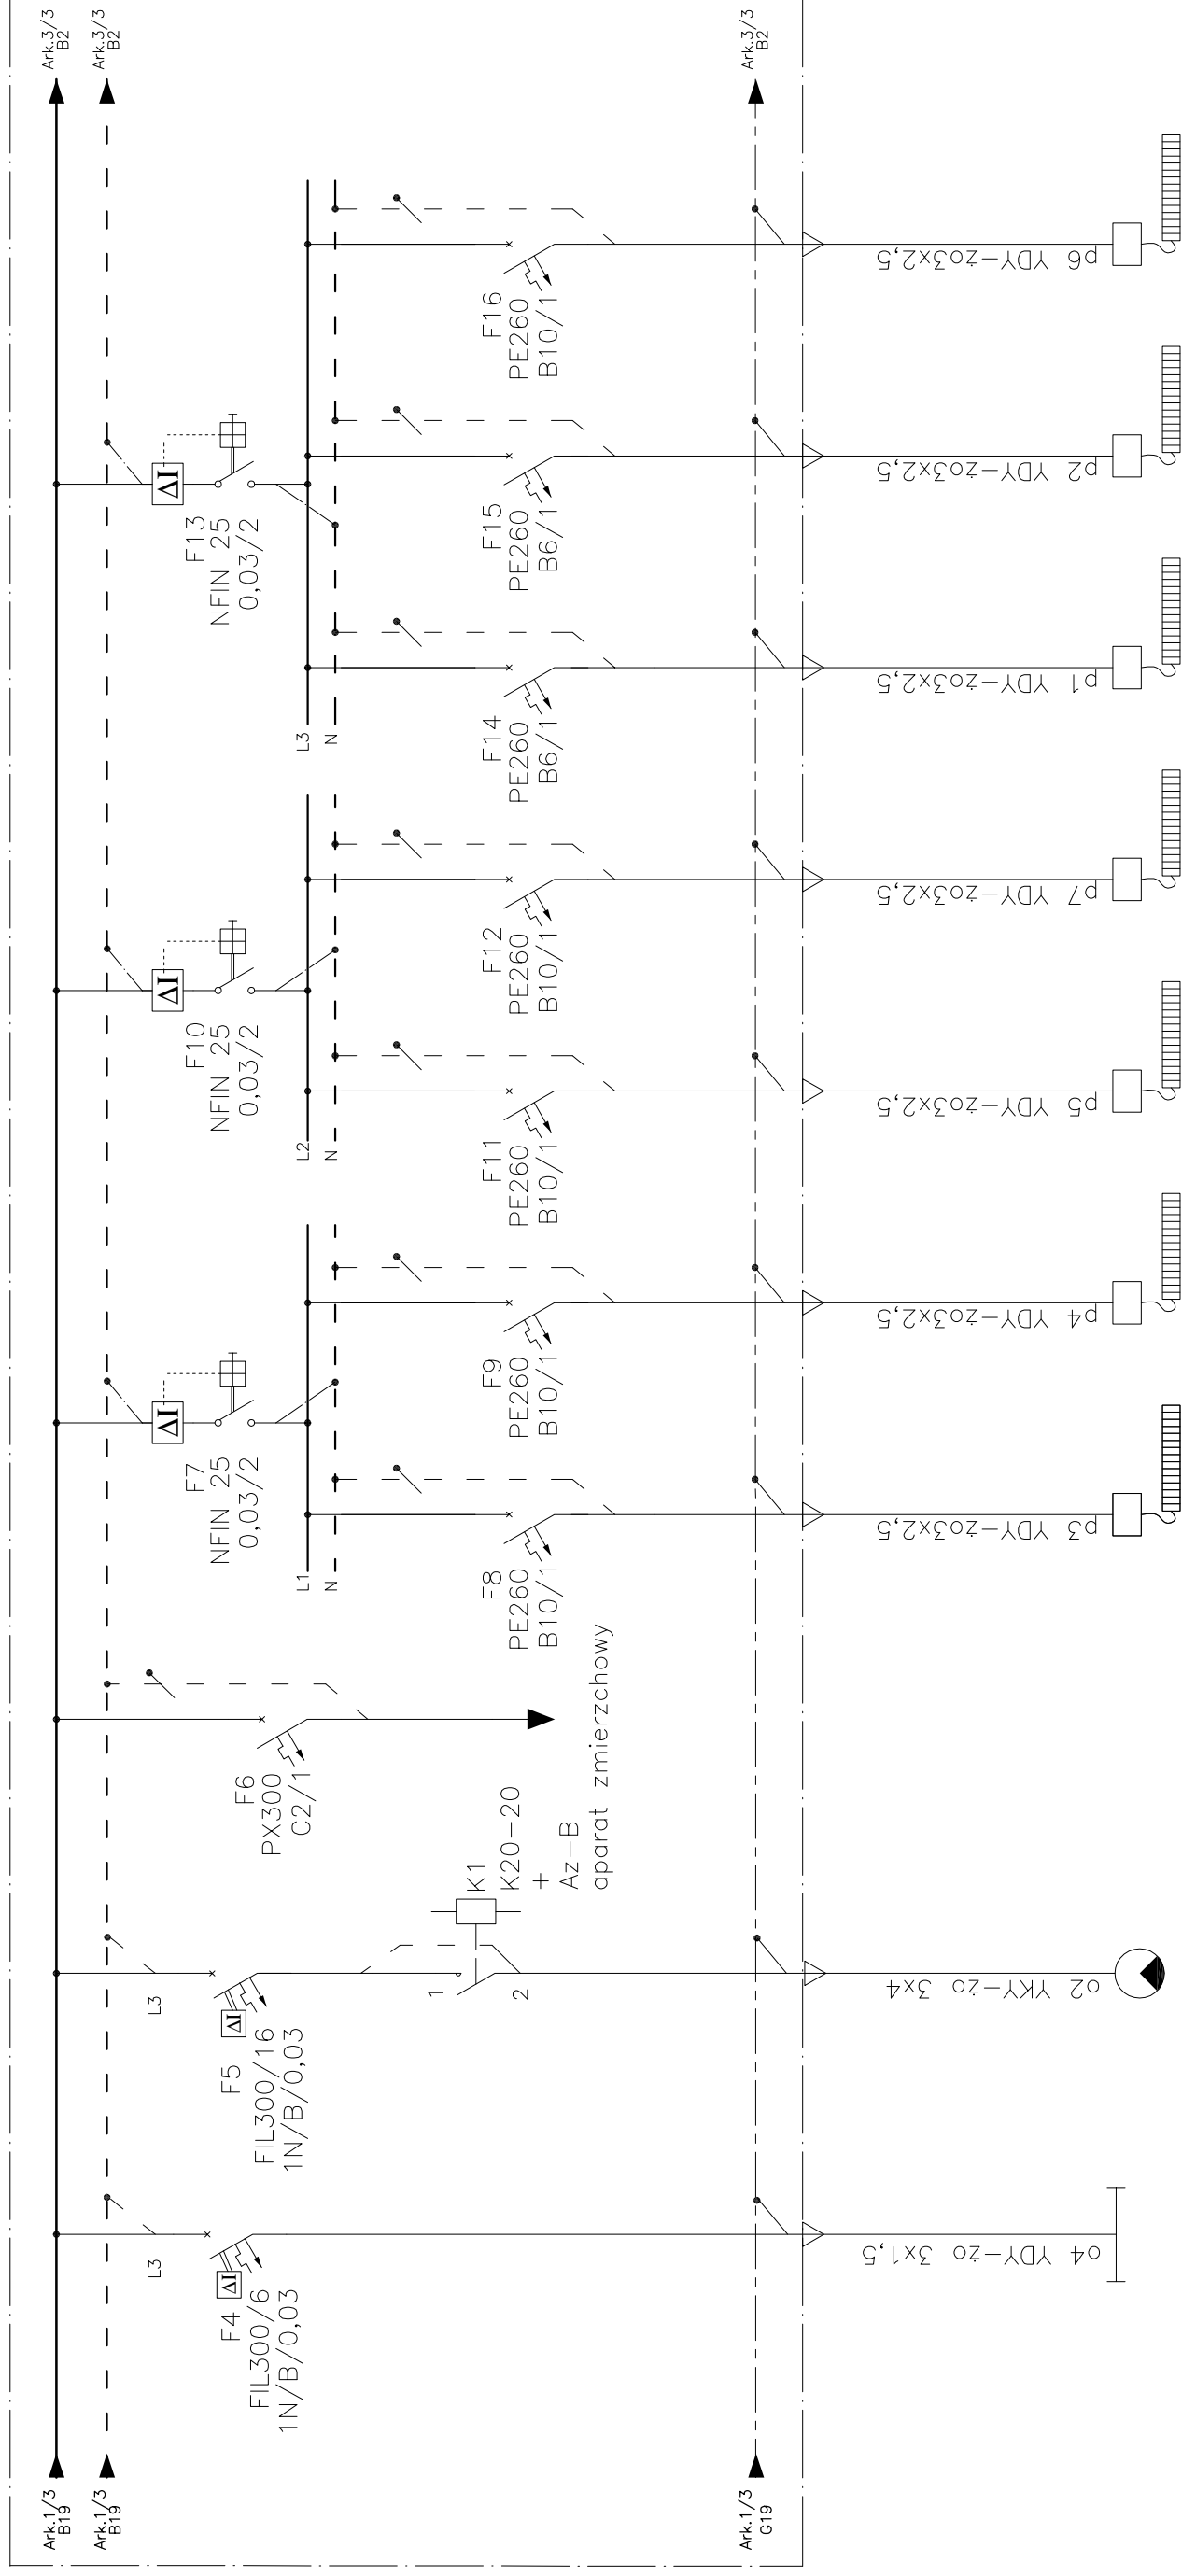 Ark.1/3
B19
Ark.1/3
B19
Ark.1/3
G19
L3
F4
ΔI
FIL300/6
1N/B/0,03
o4 YDY-żo 3x1,5
L3
F5
ΔI
FIL300/16
1N/B/0,03
1
2
K1
K20-20
+
Az-B
aparat zmierzchowy
o2 YKY-żo 3x4
F6
PX300
C2/1
F7
NFIN 25
0,03/2
ΔI
L1
N
F8
PE260
B10/1
p3 YDY-żo3x2,5
F9
PE260
B10/1
p4 YDY-żo3x2,5
F10
NFIN 25
0,03/2
ΔI
L2
N
F11
PE260
B10/1
p5 YDY-żo3x2,5
F12
PE260
B10/1
p7 YDY-żo3x2,5
F13
NFIN 25
0,03/2
ΔI
L3
N
F14
PE260
B6/1
p1 YDY-żo3x2,5
F15
PE260
B6/1
p2 YDY-żo3x2,5
F16
PE260
B10/1
p6 YDY-żo3x2,5
Ark.3/3
B2
Ark.3/3
B2
Ark.3/3
B2